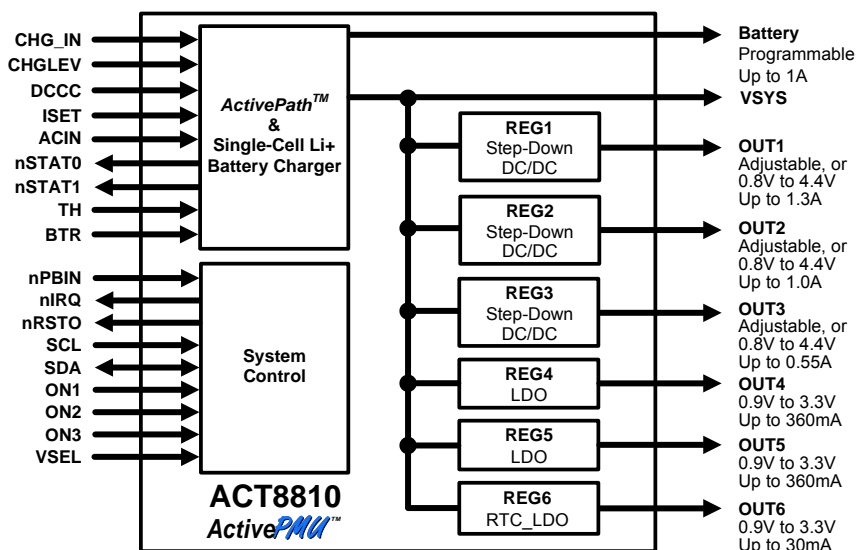 CHG_IN
CHGLEV
DCCC
ISET
ACIN
nSTAT0
nSTAT1
TH
BTR
nPBIN
nIRQ
nRSTO
SCL
SDA
ON1
ON2
ON3
VSEL
ActivePath™
&
Single-Cell Li+
Battery Charger
System
Control
ACT8810
ActivePMU™
REG1
Step-Down
DC/DC
REG2
Step-Down
DC/DC
REG3
Step-Down
DC/DC
REG4
LDO
REG5
LDO
REG6
RTC_LDO
Battery
Programmable
Up to 1A
VSYS
OUT1
Adjustable, or
0.8V to 4.4V
Up to 1.3A
OUT2
Adjustable, or
0.8V to 4.4V
Up to 1.0A
OUT3
Adjustable, or
0.8V to 4.4V
Up to 0.55A
OUT4
0.9V to 3.3V
Up to 360mA
OUT5
0.9V to 3.3V
Up to 360mA
OUT6
0.9V to 3.3V
Up to 30mA